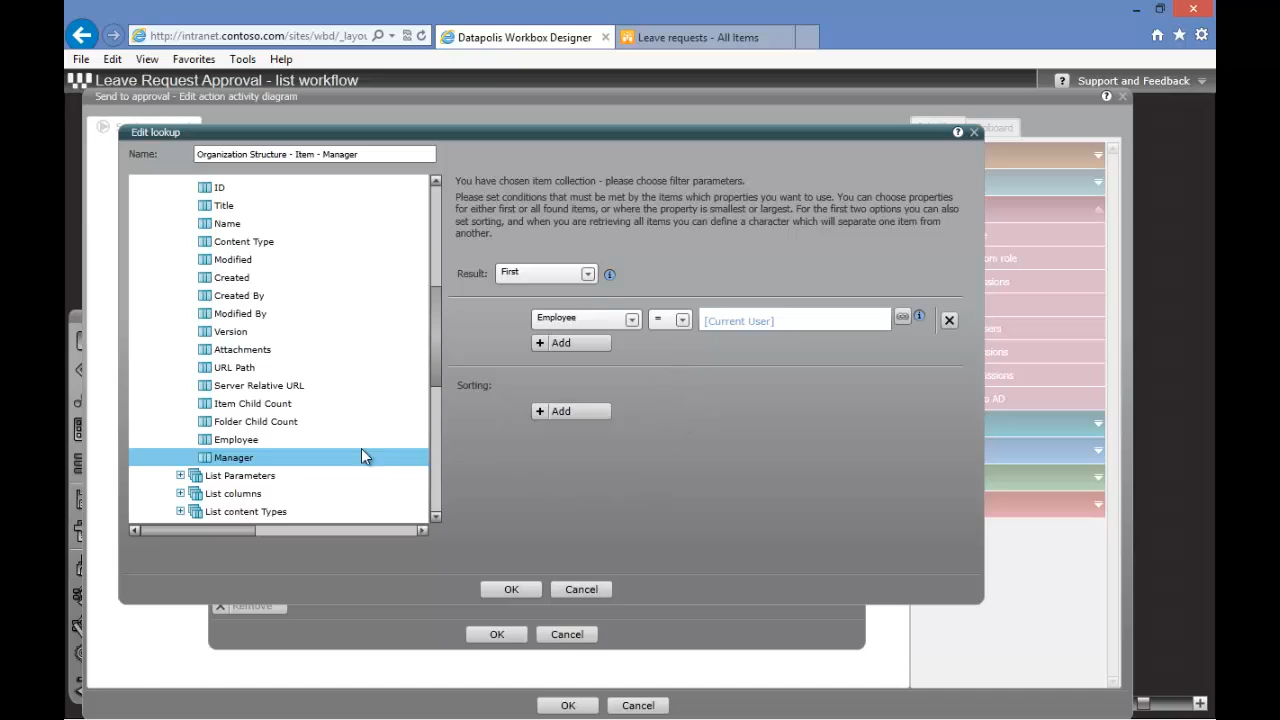 http://intranet.contoso.com/sites/wbd/_layou
Datapolis Workbox Designer
Leave requests - All Items
File Edit View Favorites Tools Help
Leave Request Approval - list workflow
? Support and Feedback
Send to approval - Edit action activity diagram
Edit lookup
Name: Organization Structure - Item - Manager
ID
Title
Name
Content Type
Modified
Created
Created By
Modified By
Version
Attachments
URL Path
Server Relative URL
Item Child Count
Folder Child Count
Employee
Manager
List Parameters
List columns
List content Types
You have chosen item collection - please choose filter parameters.
Please set conditions that must be met by the items which properties you want to use. You can choose properties
for either first or all found items, or where the property is smallest or largest. For the first two options you can also
set sorting, and when you are retrieving all items you can define a character which will separate one item from
another.
Result: First
Employee = [Current User]
+ Add
Sorting:
+ Add
OK Cancel
om role
AD
Remove
OK Cancel
OK Cancel